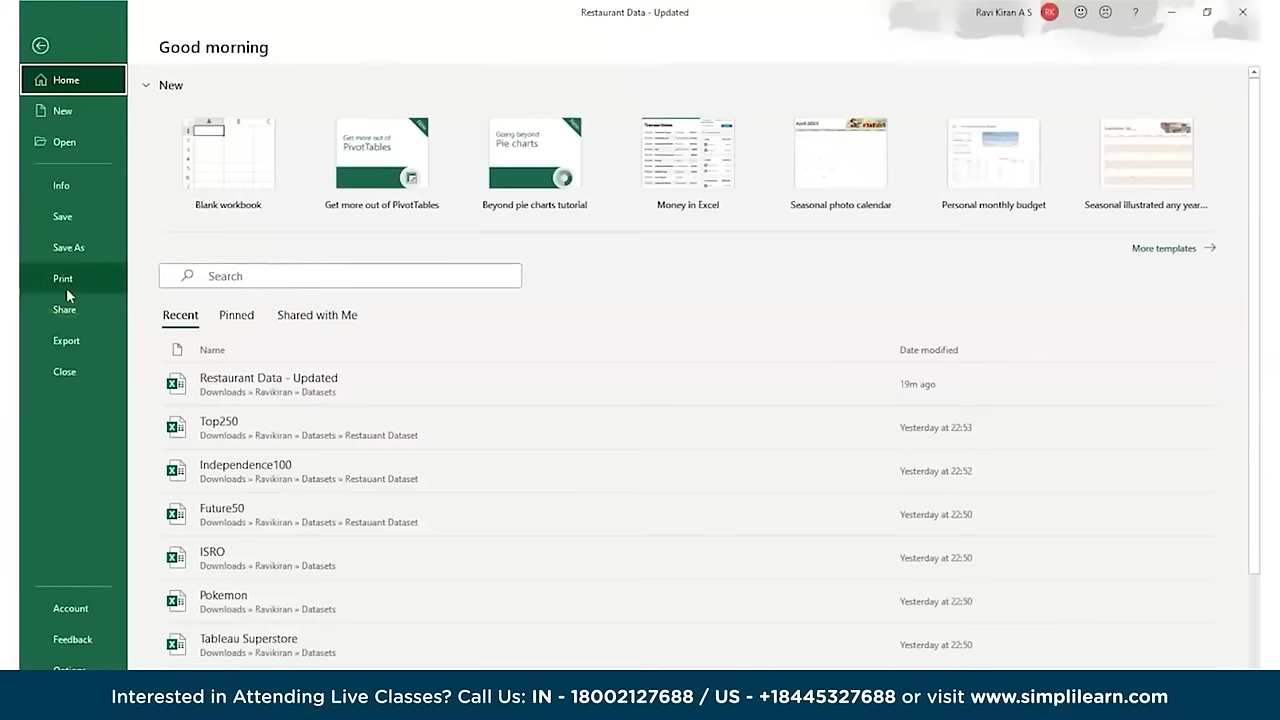 Restaurant Data - Updated
Ravi Kiran A S RK ?
Good morning
Home
New
Open
Info
Save
Save As
Print
Share
Export
Close
Account
Feedback
Options
New
Get more out of PivotTables
Going beyond Pie charts
April 2023
Blank workbook
Get more out of PivotTables
Beyond pie charts tutorial
Money in Excel
Seasonal photo calendar
Personal monthly budget
Seasonal illustrated any year...
More templates
Search
Recent Pinned Shared with Me
Name Date modified
Restaurant Data - Updated
Downloads » Ravikiran » Datasets
19m ago
Top250
Downloads » Ravikiran » Datasets » Restauant Dataset
Yesterday at 22:53
Independence100
Downloads » Ravikiran » Datasets » Restauant Dataset
Yesterday at 22:52
Future50
Downloads » Ravikiran » Datasets » Restauant Dataset
Yesterday at 22:50
ISRO
Downloads » Ravikiran » Datasets
Yesterday at 22:50
Pokemon
Downloads » Ravikiran » Datasets
Yesterday at 22:50
Tableau Superstore
Downloads » Ravikiran » Datasets
Yesterday at 22:50
Interested in Attending Live Classes? Call Us: IN - 18002127688 / US - +18445327688 or visit www.simplilearn.com